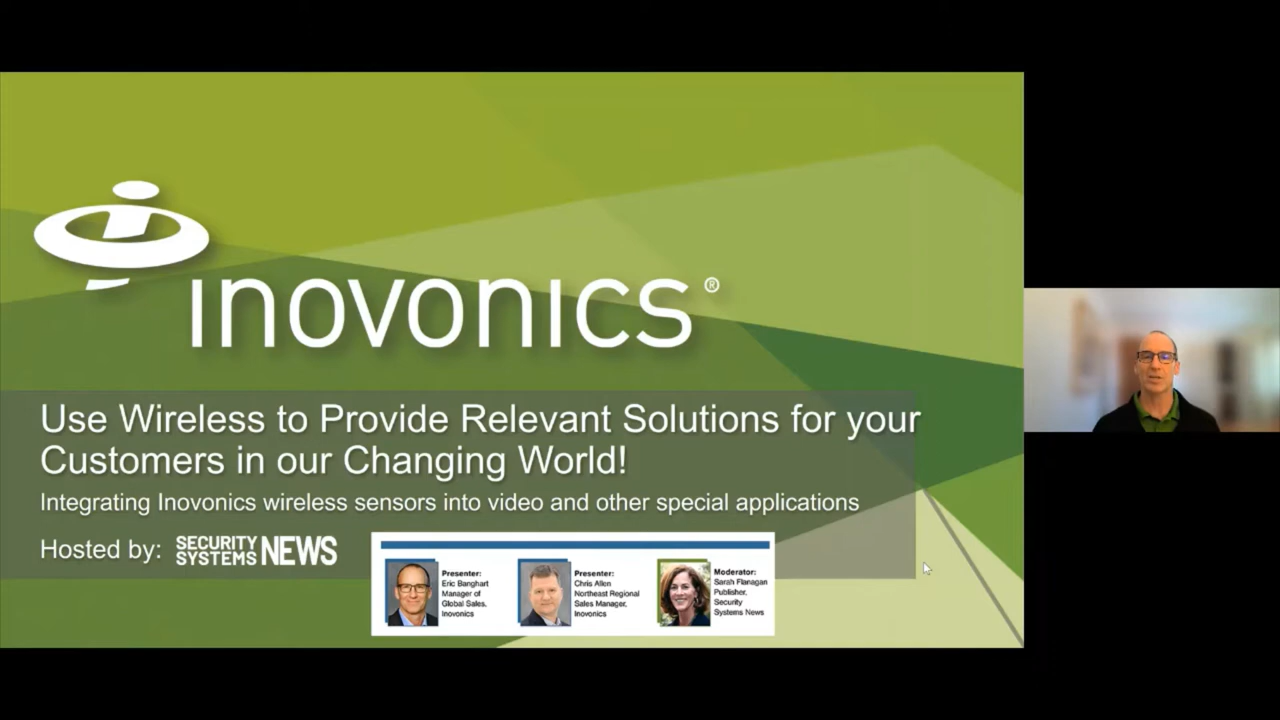 inovonics®
Use Wireless to Provide Relevant Solutions for your
Customers in our Changing World!
Integrating Inovonics wireless sensors into video and other special applications
Hosted by: SECURITY SYSTEMS NEWS
Presenter:
Eric Banghart
Manager of
Global Sales,
Inovonics
Presenter:
Chris Allen
Northeast Regional
Sales Manager,
Inovonics
Moderator:
Sarah Flanagan
Publisher,
Security
Systems News